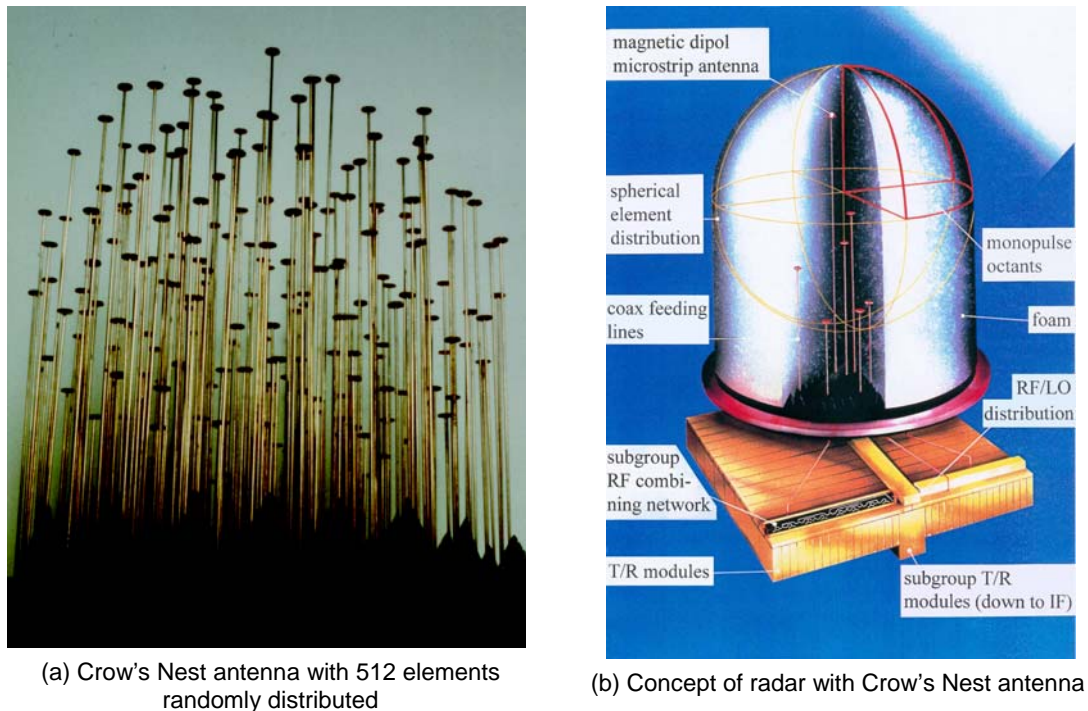 magnetic dipol
microstrip antenna
spherical
element
distribution
monopulse
octants
coax feeding
lines
foam
RF/LO
distribution
subgroup
RF combi-
ning network
T/R modules
subgroup T/R
modules (down to IF)
(a) Crow's Nest antenna with 512 elements
randomly distributed
(b) Concept of radar with Crow's Nest antenna